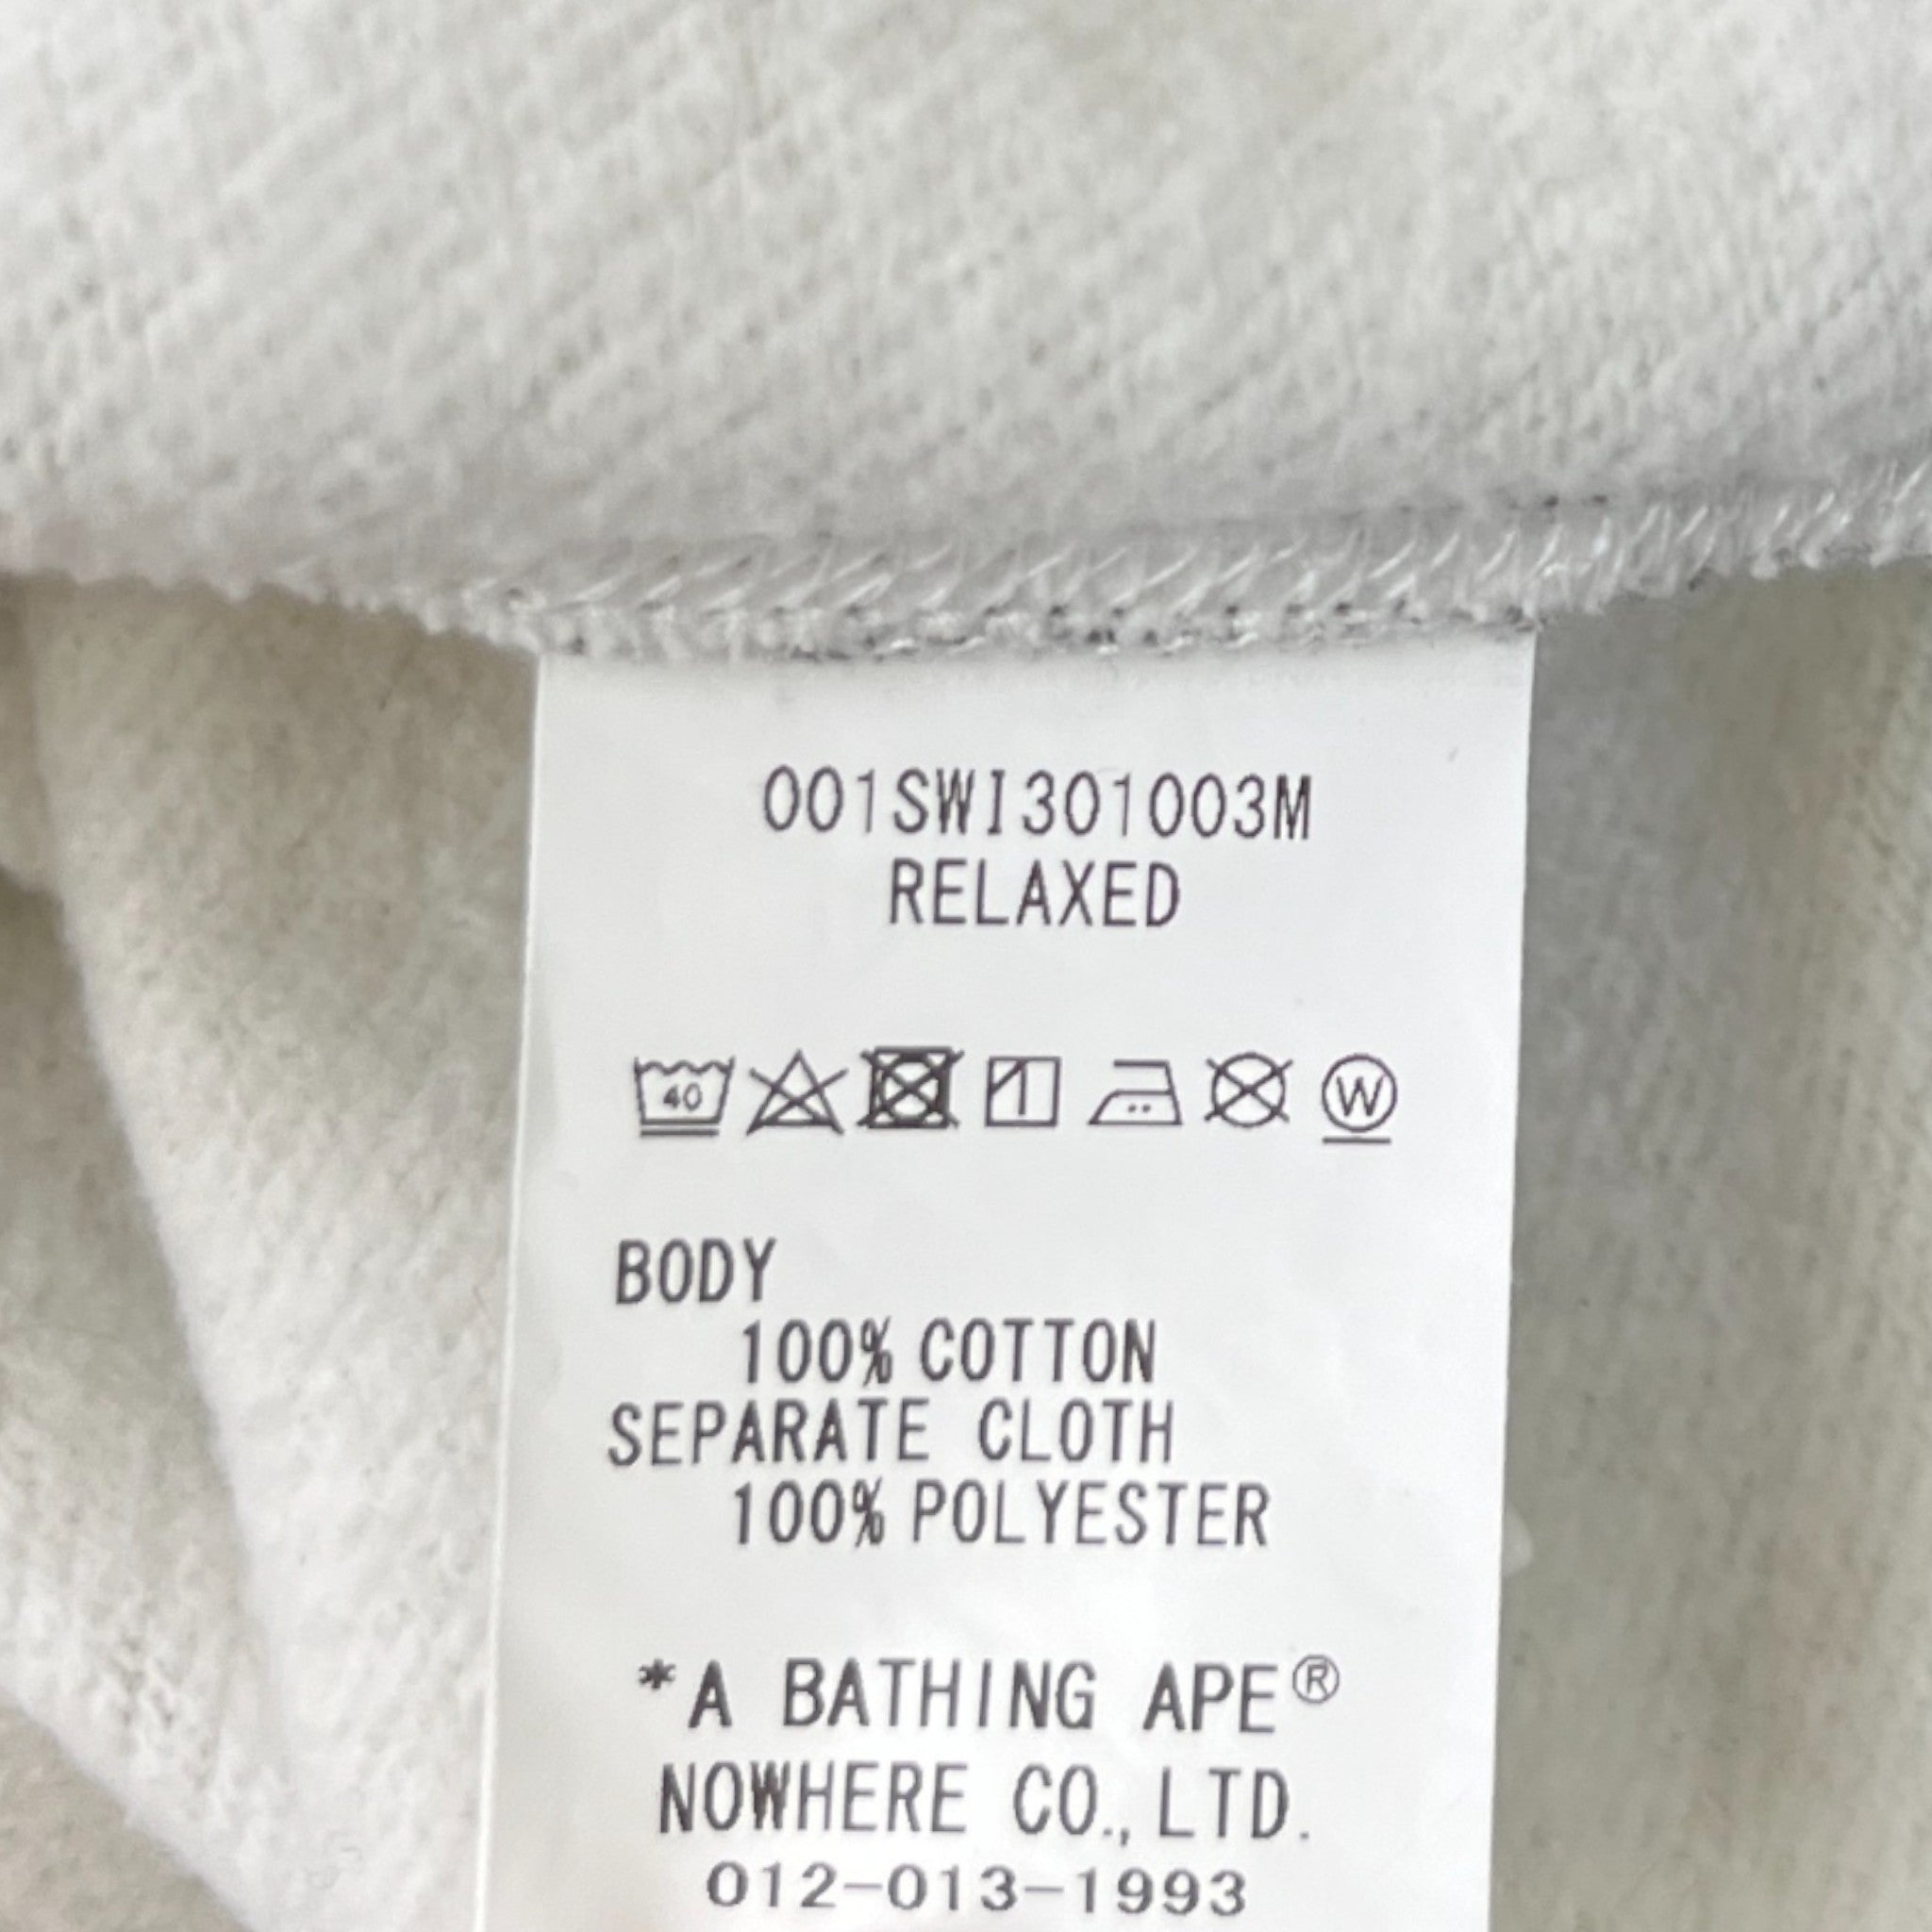 001SWI301003M
RELAXED
40 W
BODY
100% COTTON
SEPARATE CLOTH
100% POLYESTER
*A BATHING APE®
NOWHERE CO., LTD.
012-013-1993